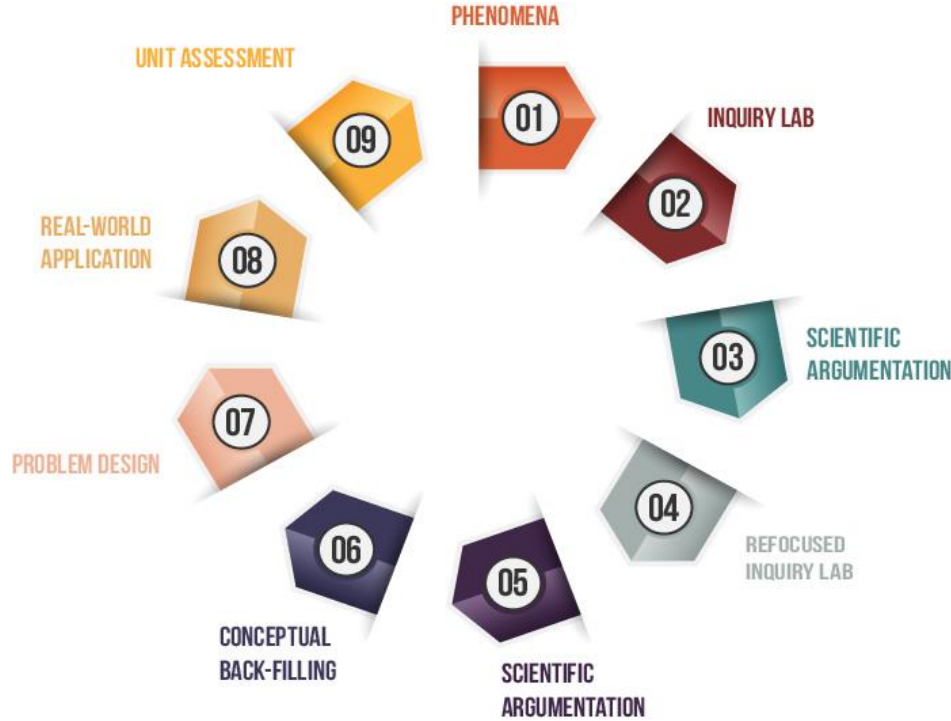 PHENOMENA
01
INQUIRY LAB
02
SCIENTIFIC
ARGUMENTATION
03
REFOCUSED
INQUIRY LAB
04
SCIENTIFIC
ARGUMENTATION
05
CONCEPTUAL
BACK-FILLING
06
PROBLEM DESIGN
07
REAL-WORLD
APPLICATION
08
UNIT ASSESSMENT
09